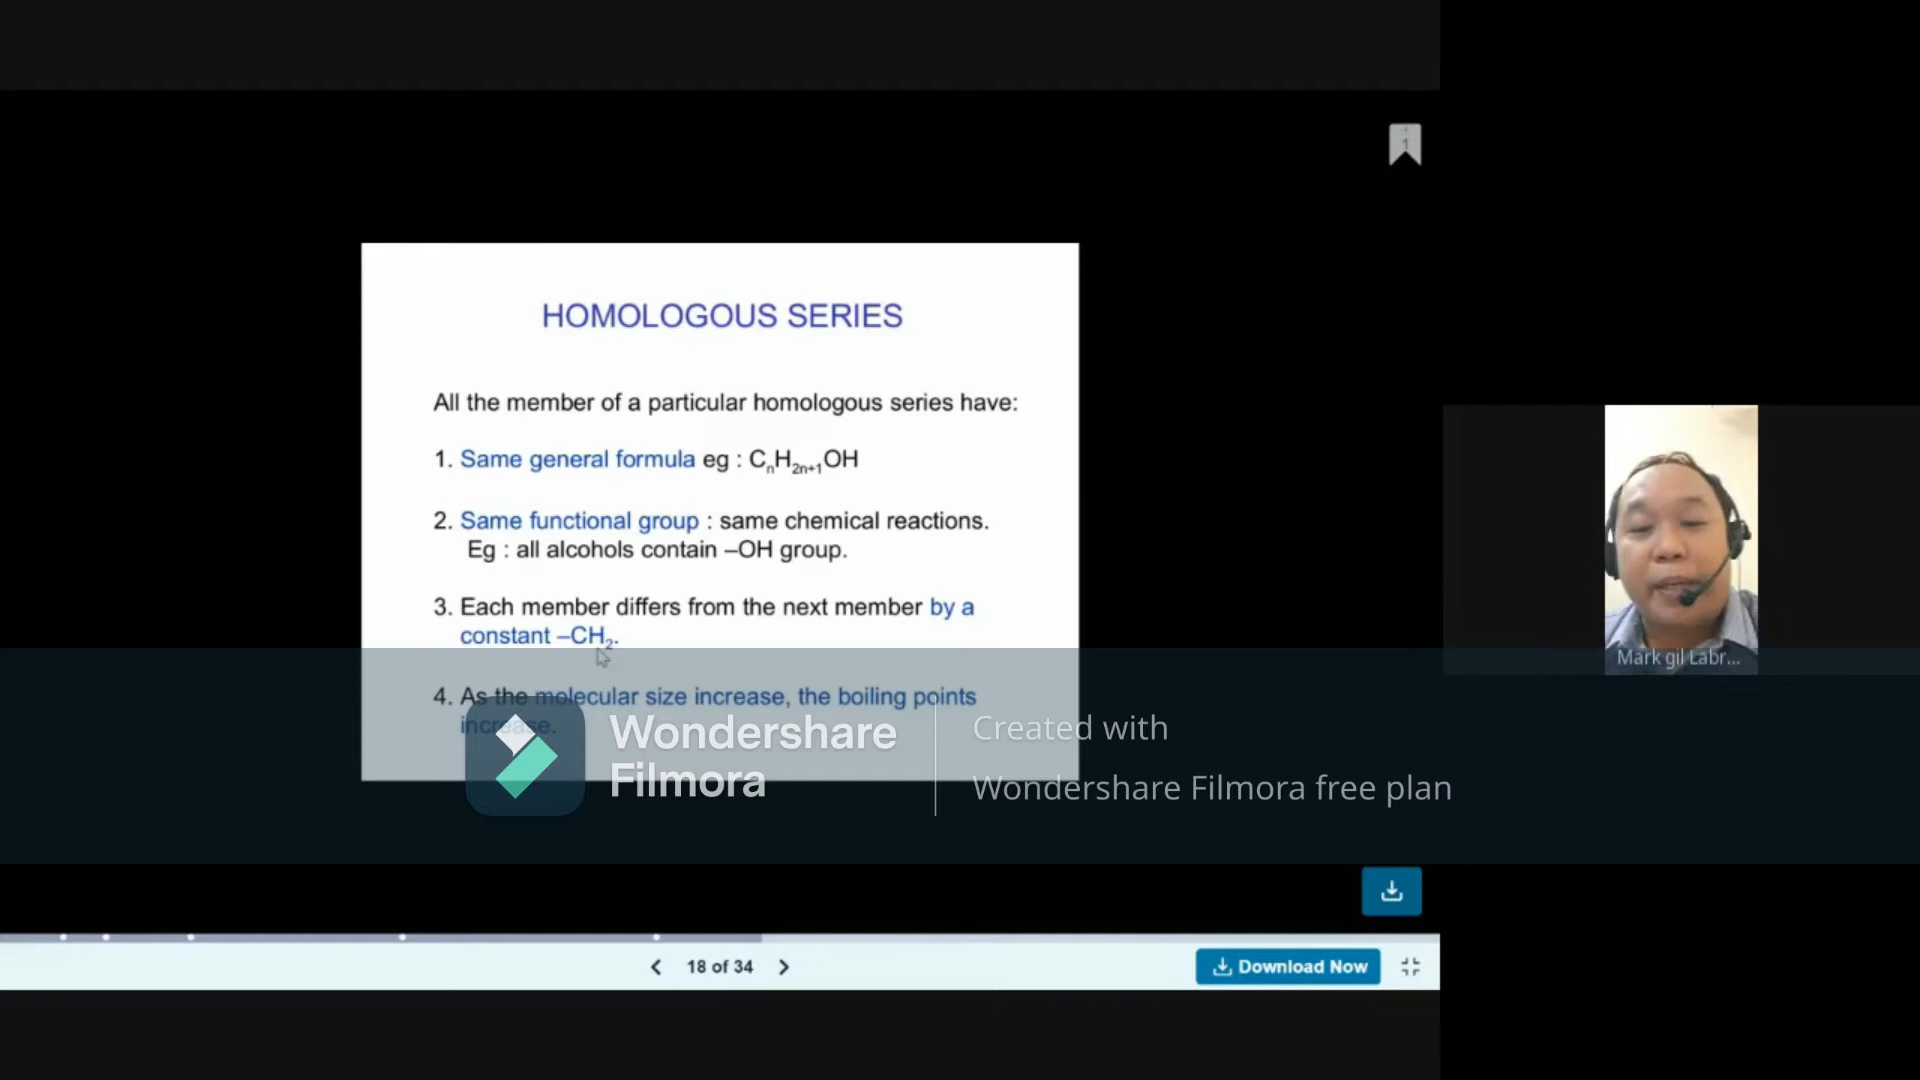 1
HOMOLOGOUS SERIES
All the member of a particular homologous series have:
1. Same general formula eg : CnH2n+1OH
2. Same functional group : same chemical reactions.
Eg : all alcohols contain –OH group.
3. Each member differs from the next member by a
constant –CH2.
4. As the molecular size increase, the boiling points
increase.
Mark gil Labr...
Wondershare
Filmora
Created with
Wondershare Filmora free plan
18 of 34
Download Now